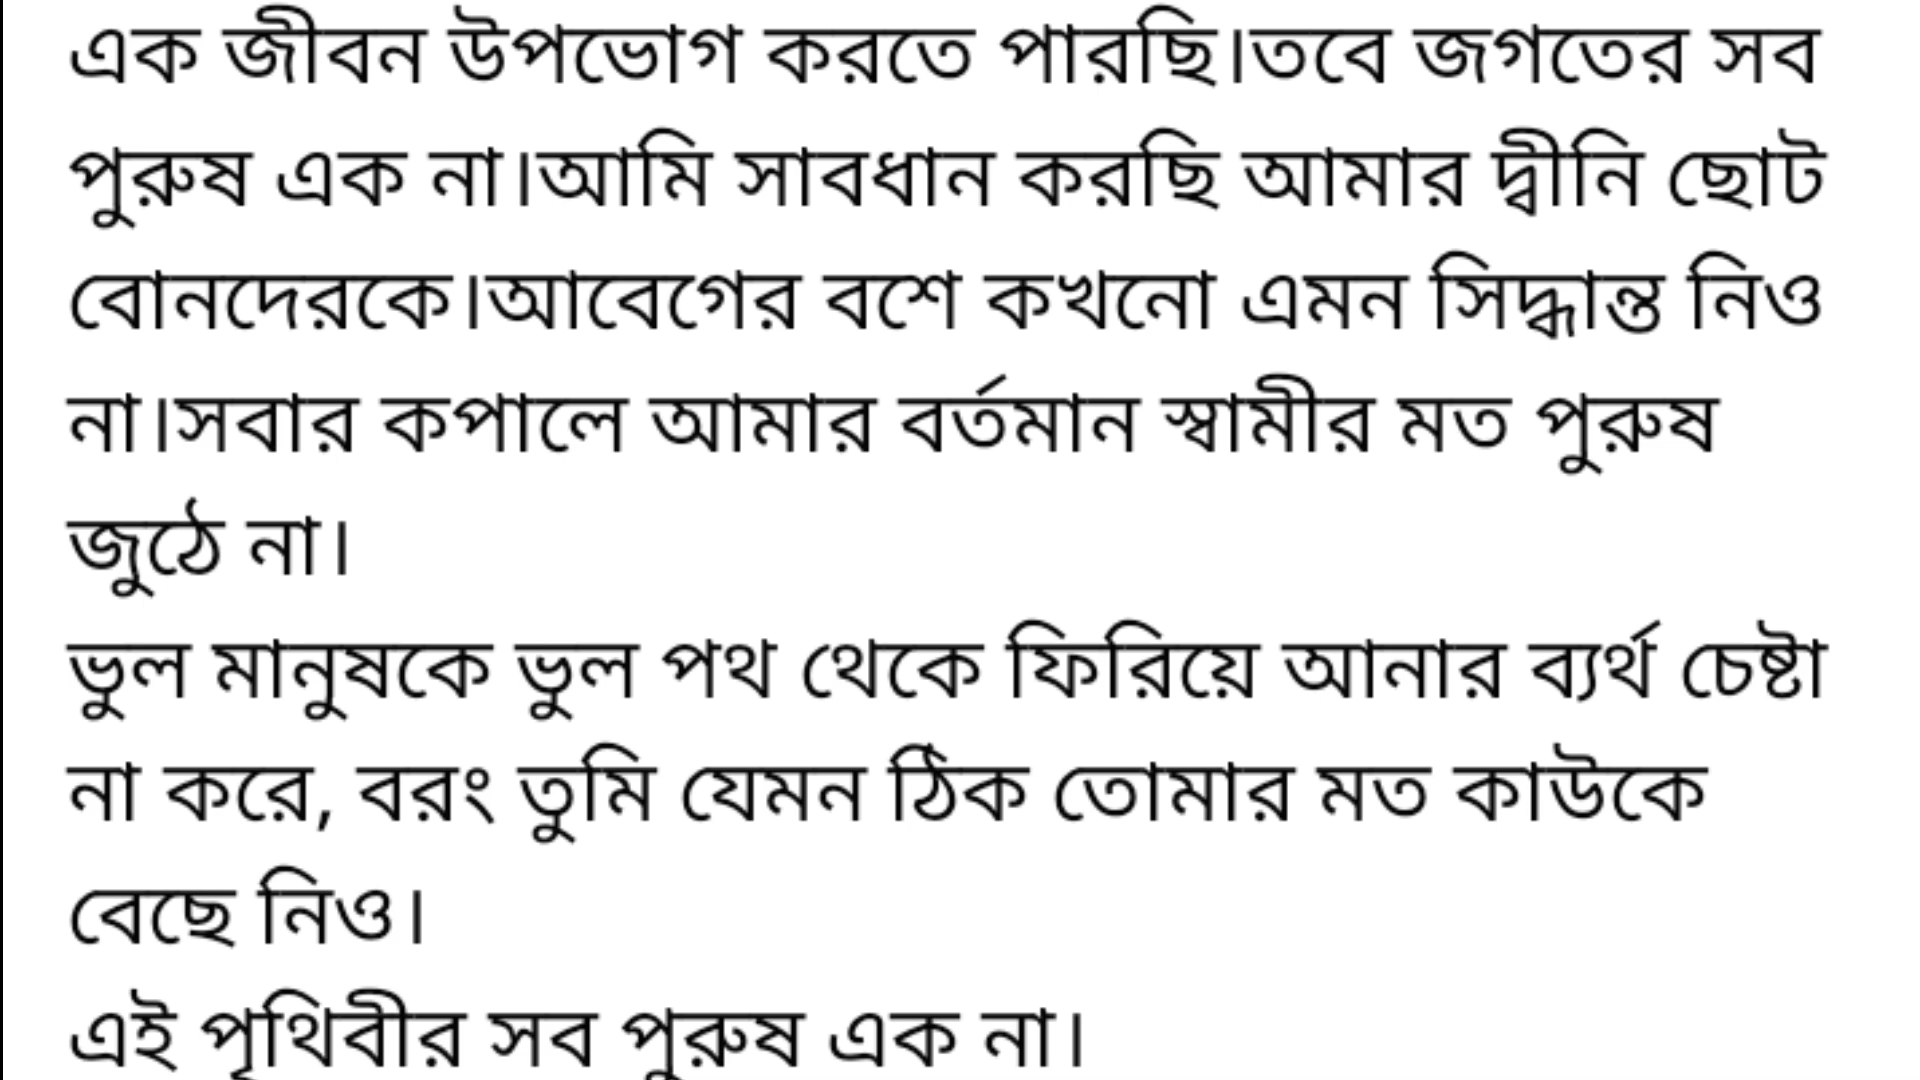 এক জীবন উপভোগ করতে পারছি।তবে জগতের সব
পুরুষ এক না।আমি সাবধান করছি আমার দ্বীনি ছোট
বোনদেরকে।আবেগের বশে কখনো এমন সিদ্ধান্ত নিও
না।সবার কপালে আমার বর্তমান স্বামীর মত পুরুষ
জুঠে না।
ভুল মানুষকে ভুল পথ থেকে ফিরিয়ে আনার ব্যর্থ চেষ্টা
না করে, বরং তুমি যেমন ঠিক তোমার মত কাউকে
বেছে নিও।
এই পৃথিবীর সব পুরুষ এক না।